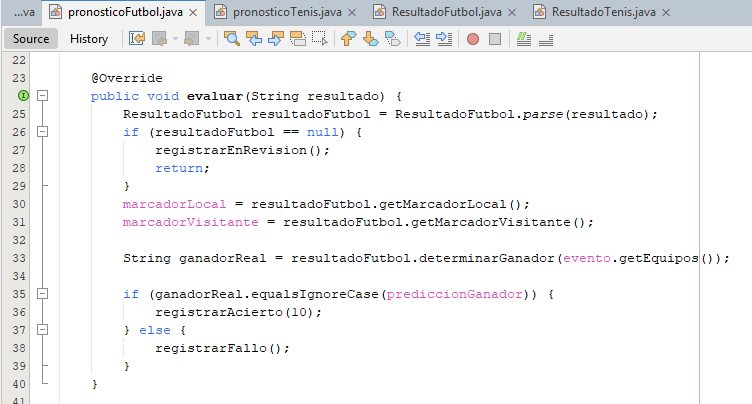 ...va pronosticoFutbol.java pronosticoTenis.java ResultadoFutbol.java ResultadoTenis.java
Source History
22
23 @Override
public void evaluar(String resultado) {
25 ResultadoFutbol resultadoFutbol = ResultadoFutbol.parse(resultado);
26 if (resultadoFutbol == null) {
27 registrarEnRevision();
28 return;
29 }
30 marcadorLocal = resultadoFutbol.getMarcadorLocal();
31 marcadorVisitante = resultadoFutbol.getMarcadorVisitante();
32
33 String ganadorReal = resultadoFutbol.determinarGanador(evento.getEquipos());
34
35 if (ganadorReal.equalsIgnoreCase(prediccionGanador)) {
36 registrarAcierto(10);
37 } else {
38 registrarFallo();
39 }
40 }
41